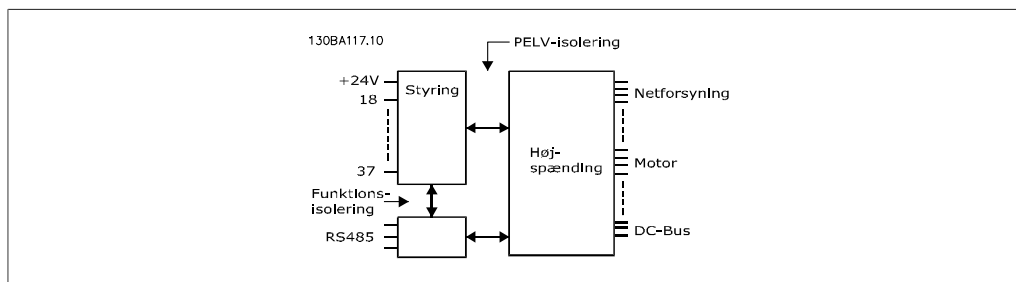 130BA117.10
PELV-isolering
+24V
18
37
Styring
Høj-
spænding
Netforsyning
Motor
DC-Bus
Funktions-
isolering
RS485